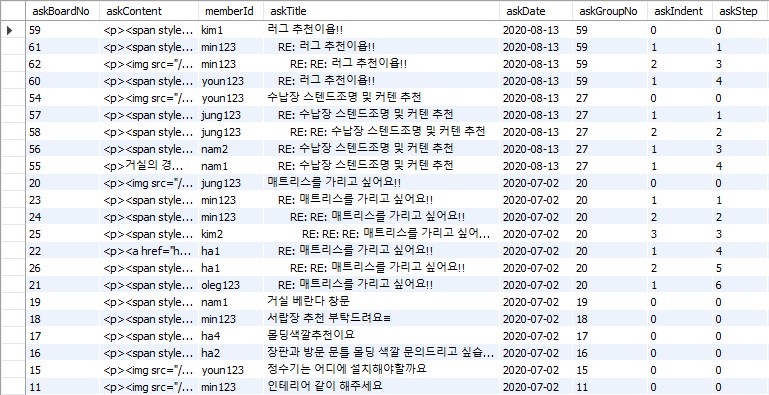 askBoardNo askContent memberId askTitle askDate askGroupNo askIndent askStep
59 <p><span style... kim1 러그 추천이욥!! 2020-08-13 59 0 0
61 <p><span style... min123 RE: 러그 추천이욥!! 2020-08-13 59 1 1
62 <p><img src="/... min123 RE: RE: 러그 추천이욥!! 2020-08-13 59 2 3
60 <p><span style... youn123 RE: 러그 추천이욥!! 2020-08-13 59 1 4
54 <p><img src="/... youn123 수납장 스텐드조명 및 커텐 추천 2020-08-13 27 0 0
57 <p><span style... jung123 RE: 수납장 스텐드조명 및 커텐 추천 2020-08-13 27 1 1
58 <p><span style... jung123 RE: RE: 수납장 스텐드조명 및 커텐 추천 2020-08-13 27 2 2
56 <p><span style... nam2 RE: 수납장 스텐드조명 및 커텐 추천 2020-08-13 27 1 3
55 <p>거실의 경... nam1 RE: 수납장 스텐드조명 및 커텐 추천 2020-08-13 27 1 4
20 <p><img src="/... jung123 매트리스를 가리고 싶어요!! 2020-07-02 20 0 0
23 <p><span style... min123 RE: 매트리스를 가리고 싶어요!! 2020-07-02 20 1 1
24 <p><span style... min123 RE: RE: 매트리스를 가리고 싶어요!! 2020-07-02 20 2 2
25 <p><span style... kim2 RE: RE: RE: 매트리스를 가리고 싶어... 2020-07-02 20 3 3
22 <p><a href="h... ha1 RE: 매트리스를 가리고 싶어요!! 2020-07-02 20 1 4
26 <p><span style... ha1 RE: RE: 매트리스를 가리고 싶어요!! 2020-07-02 20 2 5
21 <p><span style... oleg123 RE: 매트리스를 가리고 싶어요!! 2020-07-02 20 1 6
19 <p><img src="/... nam1 거실 베란다 창문 2020-07-02 19 0 0
18 <p><span style... min123 서랍장 추천 부탁드려요≡ 2020-07-02 18 0 0
17 <p><span style... ha4 몰딩색깔추천이요 2020-07-02 17 0 0
16 <p><span style... ha2 장판과 방문 문틀 몰딩 색깔 문의드리고 싶습... 2020-07-02 16 0 0
15 <p><img src="/... youn123 정수기는 어디에 설치해야할까요 2020-07-02 15 0 0
11 <p><img src="/... min123 인테리어 같이 해주세요 2020-07-02 11 0 0